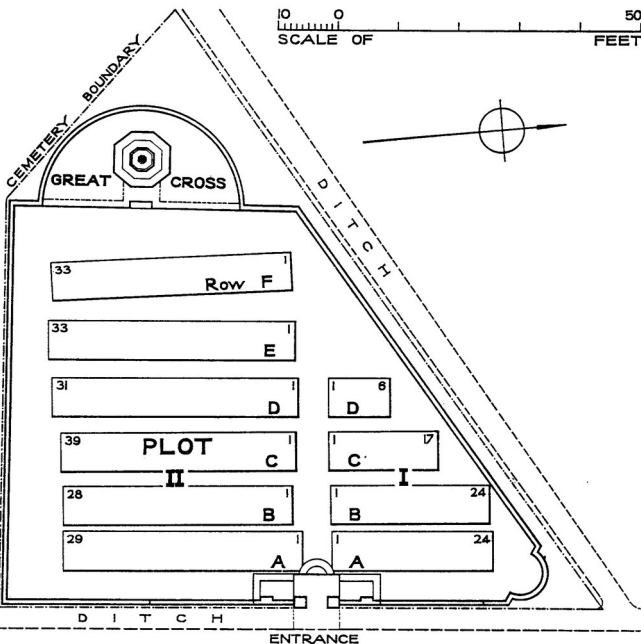 10 0 50
SCALE OF FEET
CEMETERY BOUNDARY
GREAT CROSS
DITCH
33 1
Row F
33 1
E
31 1
D
1 6
D
39 1
PLOT
II
C
1 17
C
I
28 1
B
1 24
B
29 1
A
1 24
A
DITCH
ENTRANCE